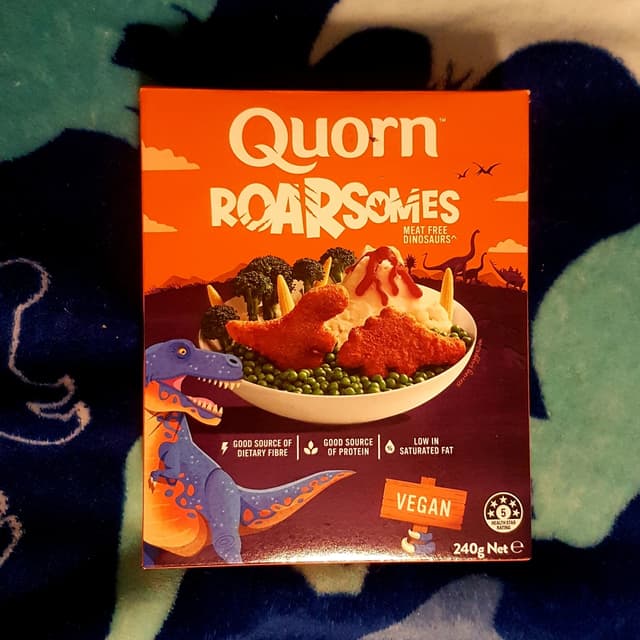 Quorn™
ROARSOMES
MEAT FREE
DINOSAURS^
GOOD SOURCE OF
DIETARY FIBRE
GOOD SOURCE
OF PROTEIN
LOW IN
SATURATED FAT
VEGAN
5
HEALTH STAR
RATING
240g Net e